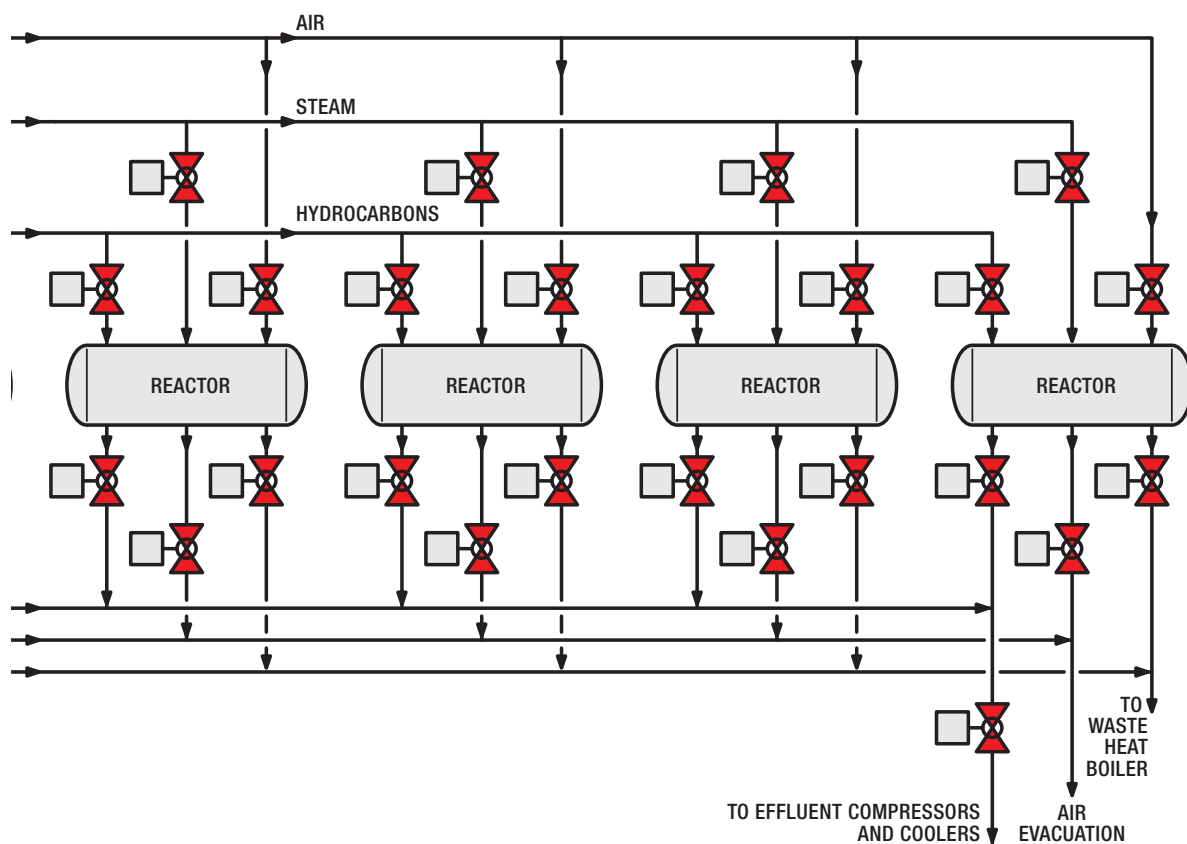 AIR
STEAM
HYDROCARBONS
REACTOR
REACTOR
REACTOR
REACTOR
TO
WASTE
HEAT
BOILER
TO EFFLUENT COMPRESSORS
AND COOLERS
AIR
EVACUATION